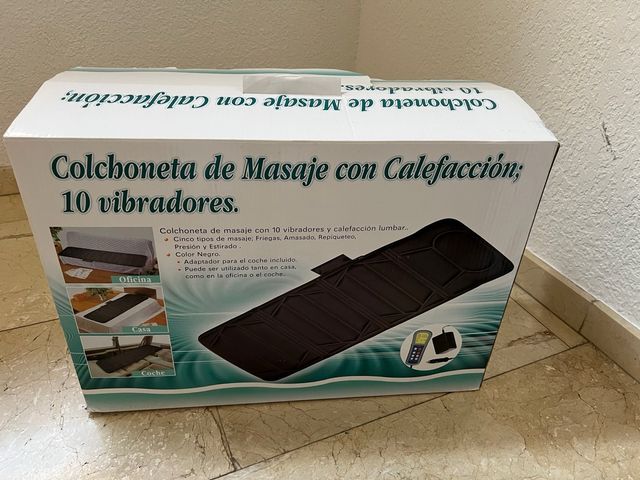 Colchoneta de Masaje con Calefacción;
10 vibradores.
Colchoneta de Masaje con Calefacción;
10 vibradores.
Colchoneta de masaje con 10 vibradores y calefacción lumbar..
• Cinco tipos de masaje; Friegas, Amasado, Repiqueteo,
Presión y Estirado .
• Color Negro.
• Adaptador para el coche incluido.
• Puede ser utilizado tanto en casa,
como en la oficina o el coche.
Oficina
Casa
Coche